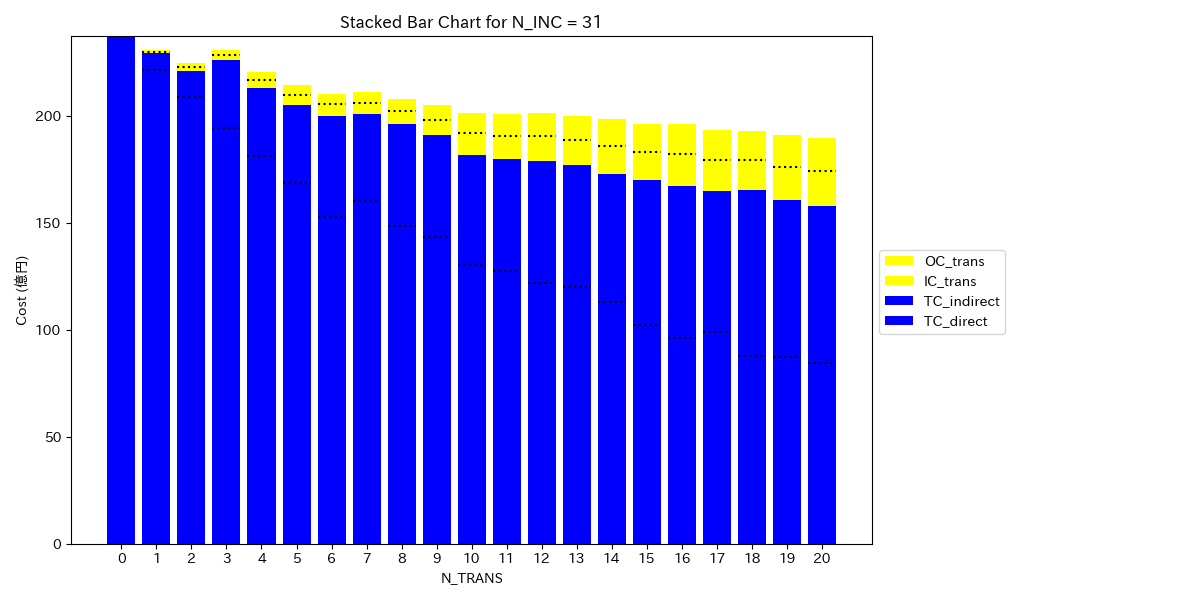 Stacked Bar Chart for N_INC = 31
Cost (億円)
200
150
100
50
0
0 1 2 3 4 5 6 7 8 9 10 11 12 13 14 15 16 17 18 19 20
N_TRANS
OC_trans
IC_trans
TC_indirect
TC_direct